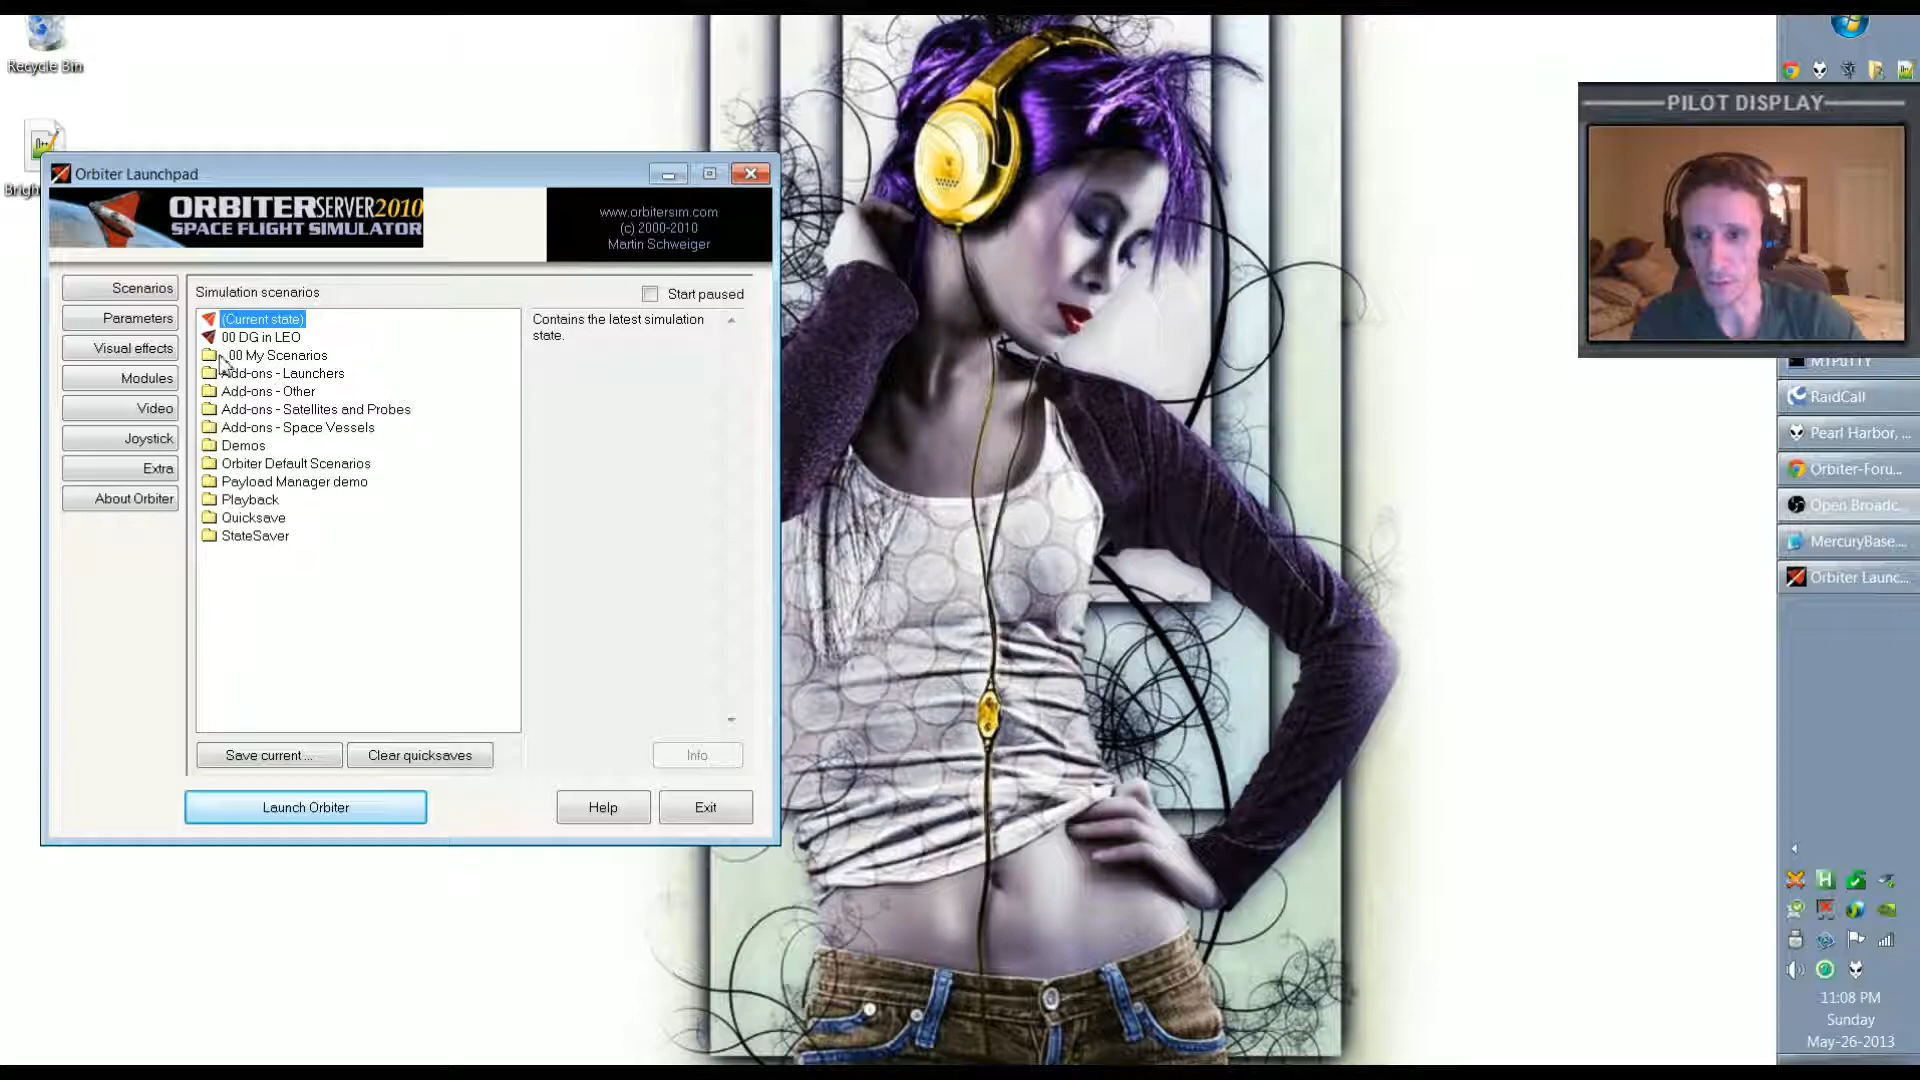 Recycle Bin
Brigh
Orbiter Launchpad
ORBITERSERVER2010
SPACE FLIGHT SIMULATOR
www.orbitersim.com
(c) 2000-2010
Martin Schweiger
Scenarios
Parameters
Visual effects
Modules
Video
Joystick
Extra
About Orbiter
Simulation scenarios
Start paused
(Current state)
00 DG in LEO
00 My Scenarios
Add-ons - Launchers
Add-ons - Other
Add-ons - Satellites and Probes
Add-ons - Space Vessels
Demos
Orbiter Default Scenarios
Payload Manager demo
Playback
Quicksave
StateSaver
Contains the latest simulation
state.
Save current ...
Clear quicksaves
Info
Launch Orbiter
Help
Exit
PILOT DISPLAY
MTPuTTY
RaidCall
Pearl Harbor, ...
Orbiter-Foru...
Open Broadc...
MercuryBase....
Orbiter Launc...
11:08 PM
Sunday
May-26-2013